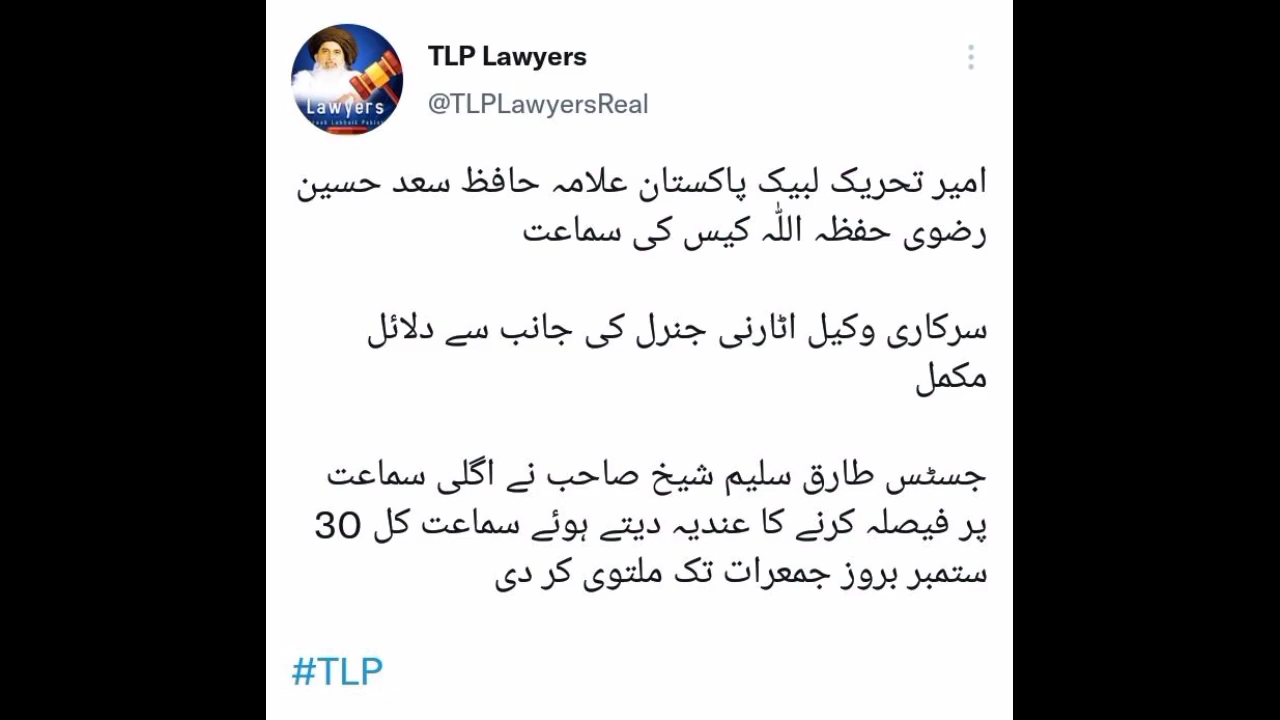 TLP Lawyers
@TLPLawyersReal
Lawyers
امیر تحریک لبیک پاکستان علامہ حافظ سعد حسین
رضوی حفظہ اللّٰہ کیس کی سماعت
سرکاری وکیل اٹارنی جنرل کی جانب سے دلائل
مکمل
جسٹس طارق سلیم شیخ صاحب نے اگلی سماعت
پر فیصلہ کرنے کا عندیہ دیتے ہوئے سماعت کل 30
ستمبر بروز جمعرات تک ملتوی کر دی
#TLP